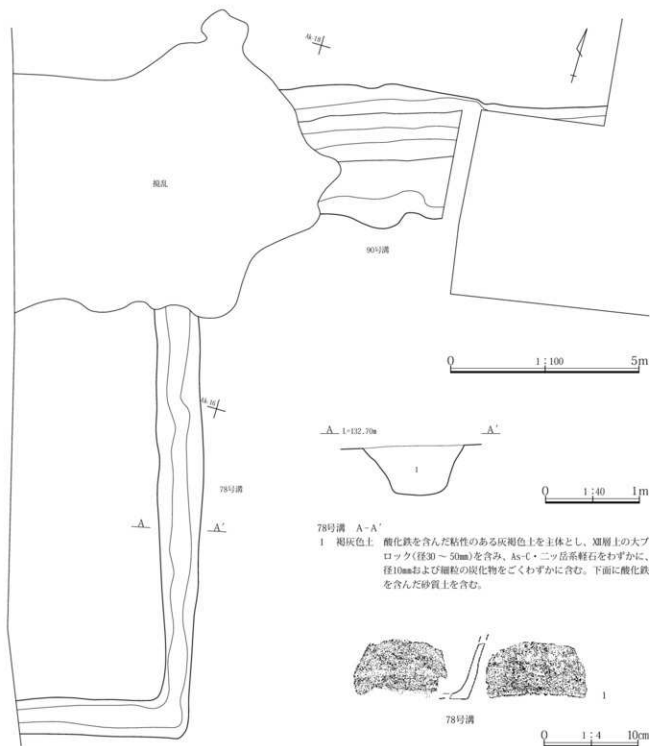 Ak-18
撹乱
90号溝
0 1:100 5m
Ak-16
A L=132.70m A′
1
78号溝
0 1:40 1m
A A′
78号溝 A-A′
1 褐灰色土 酸化鉄を含んだ粘性のある灰褐色土を主体とし、Ⅻ層土の大ブ
ロック(径30～50mm)を含み、As-C・二ッ岳系軽石をわずかに、
径10mmおよび細粒の炭化物をごくわずかに含む。下面に酸化鉄
を含んだ砂質土を含む。
1
78号溝
0 1:4 10cm